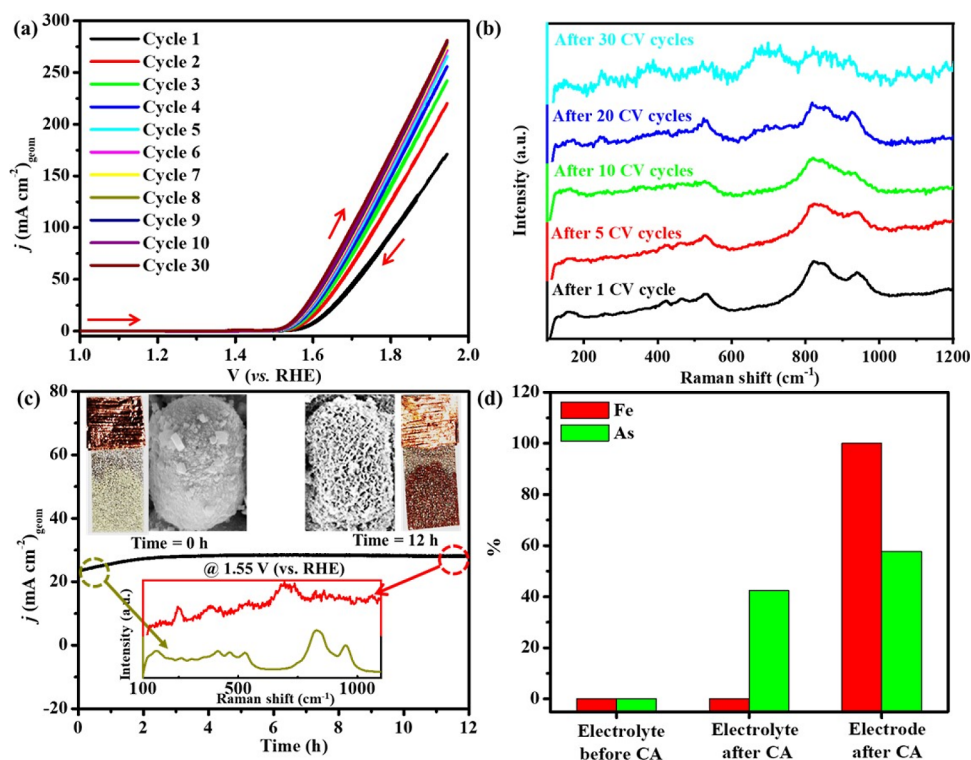 (a)
300
250
200
150
100
50
0
j (mA cm⁻²)geom
Cycle 1
Cycle 2
Cycle 3
Cycle 4
Cycle 5
Cycle 6
Cycle 7
Cycle 8
Cycle 9
Cycle 10
Cycle 30
1.0 1.2 1.4 1.6 1.8 2.0
V (vs. RHE)
(b)
Intensity (a.u.)
After 30 CV cycles
After 20 CV cycles
After 10 CV cycles
After 5 CV cycles
After 1 CV cycle
200 400 600 800 1000 1200
Raman shift (cm⁻¹)
(c)
80
60
40
20
0
-20
j (mA cm⁻²)geom
Time = 0 h
Time = 12 h
@ 1.55 V (vs. RHE)
Intensity (a.u.)
100 500 1000
Raman shift (cm⁻¹)
0 2 4 6 8 10 12
Time (h)
(d)
120
100
80
60
40
20
0
%
Fe
As
Electrolyte
before CA
Electrolyte
after CA
Electrode
after CA